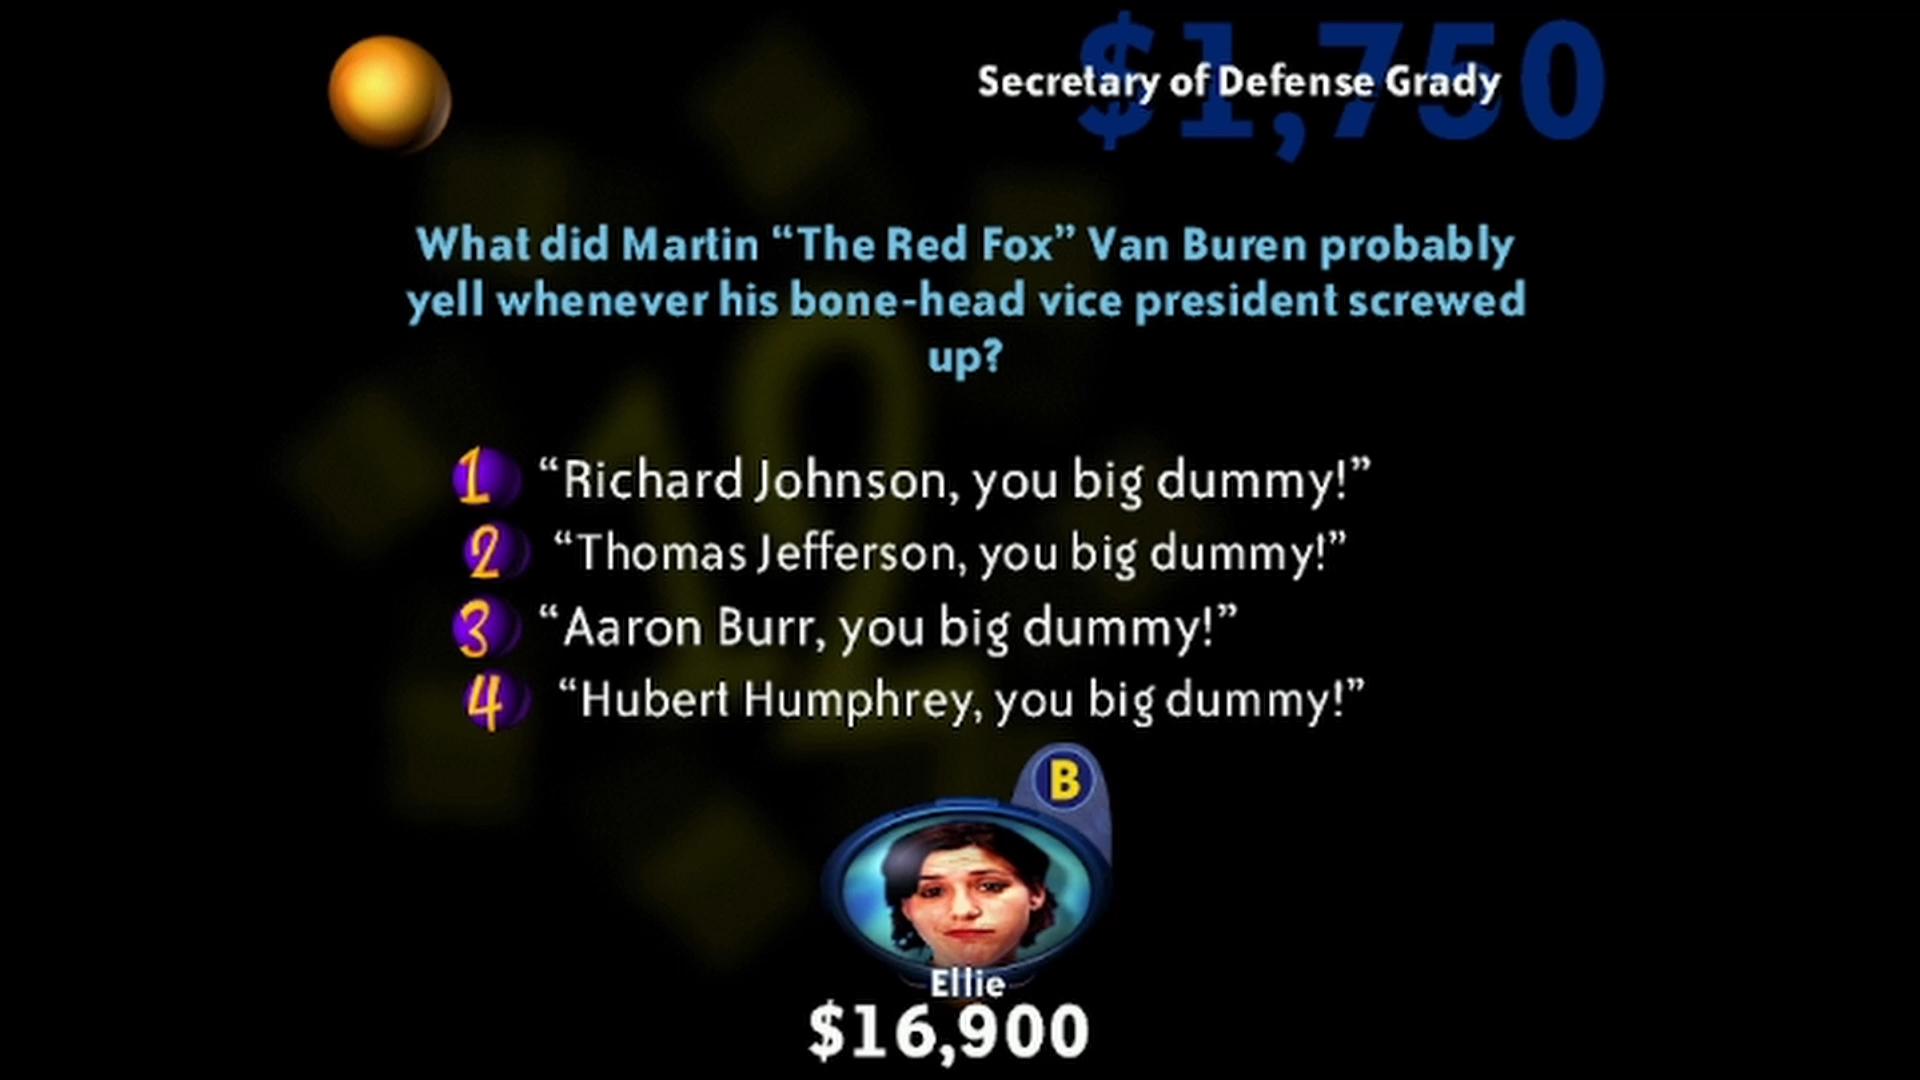 $1,750
Secretary of Defense Grady
What did Martin “The Red Fox” Van Buren probably
yell whenever his bone-head vice president screwed
up?
1 “Richard Johnson, you big dummy!”
2 “Thomas Jefferson, you big dummy!”
3 “Aaron Burr, you big dummy!”
4 “Hubert Humphrey, you big dummy!”
B
Ellie
$16,900
12